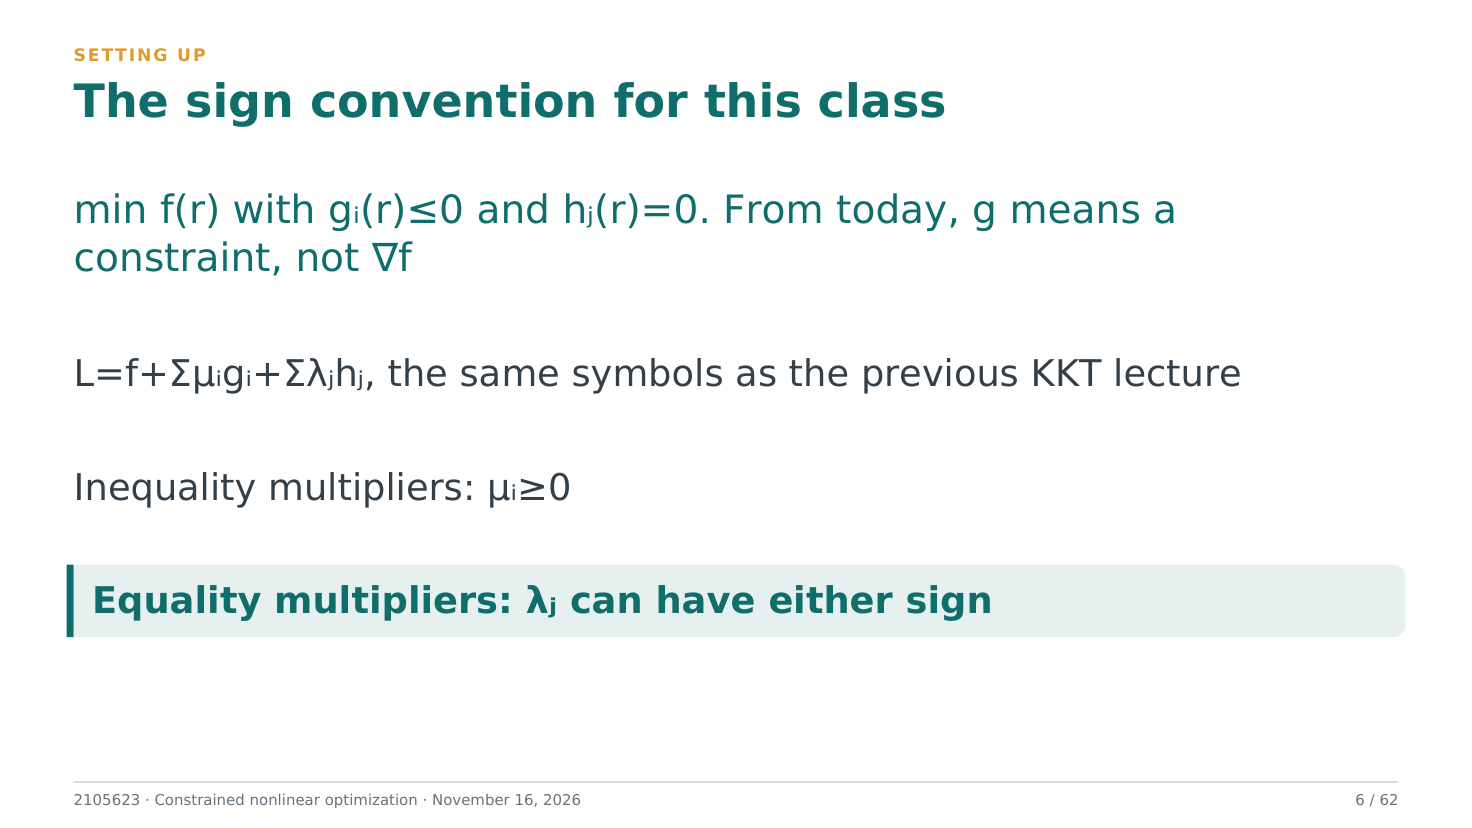 SETTING UP
The sign convention for this class
min f(r) with gᵢ(r)≤0 and hⱼ(r)=0. From today, g means a
constraint, not ∇f
L=f+Σμᵢgᵢ+Σλⱼhⱼ, the same symbols as the previous KKT lecture
Inequality multipliers: μᵢ≥0
Equality multipliers: λⱼ can have either sign
2105623 · Constrained nonlinear optimization · November 16, 2026
6 / 62